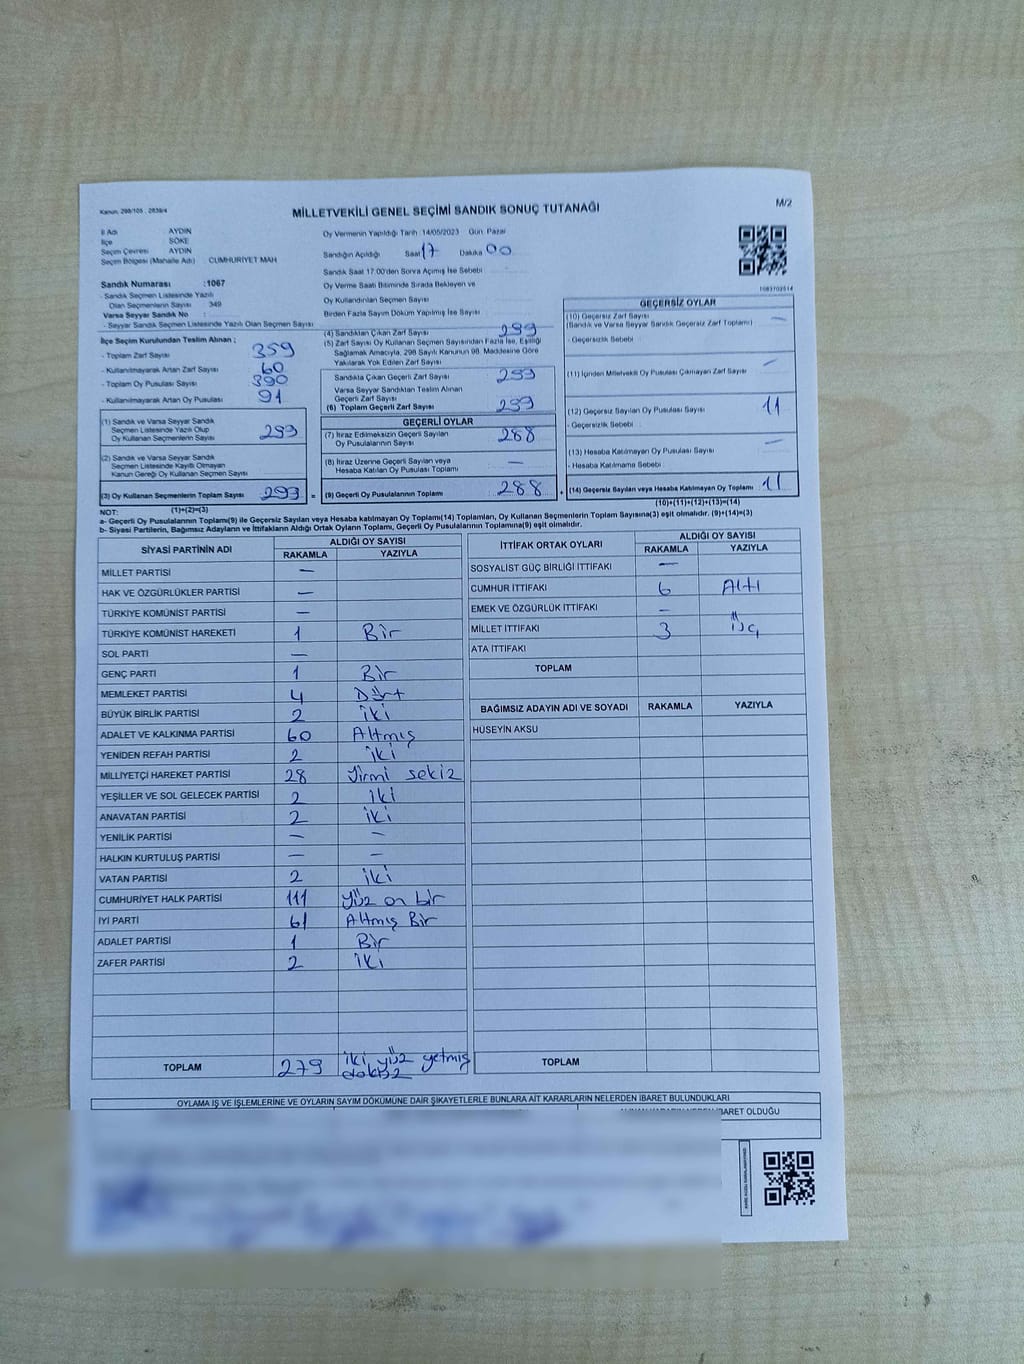 Kanun, 298/105 , 2839/4
MİLLETVEKİLİ GENEL SEÇİMİ SANDIK SONUÇ TUTANAĞI
M/2
İl Adı AYDIN
İlçe SÖKE
Seçim Çevresi AYDIN
Seçim Bölgesi (Mahalle Adı) CUMHURİYET MAH
Sandık Numarası :1067
- Sandık Seçmen Listesinde Yazılı
Olan Seçmenlerin Sayısı 349
Varsa Seyyar Sandık No :
- Seyyar Sandık Seçmen Listesinde Yazılı Olan Seçmen Sayısı
İlçe Seçim Kurulundan Teslim Alınan ;
- Toplam Zarf Sayısı 359
- Kullanılmayarak Artan Zarf Sayısı 60
- Toplam Oy Pusulası Sayısı 390
- Kullanılmayarak Artan Oy Pusulası 91
(1) Sandık ve Varsa Seyyar Sandık
Seçmen Listesinde Yazılı Olup
Oy Kullanan Seçmenlerin Sayısı 299
(2) Sandık ve Varsa Seyyar Sandık
Seçmen Listesinde Kayıtlı Olmayan
Kanun Gereği Oy Kullanan Seçmen Sayısı
(3) Oy Kullanan Seçmenlerin Toplam Sayısı 299 =
(1)+(2)=(3)
Oy Vermenin Yapıldığı Tarih 14/05/2023 Gün Pazar
Sandığın Açıldığı Saat 17 Dakika 00
Sandık Saat 17:00'den Sonra Açımış İse Sebebi
Oy Verme Saati Bitiminde Sırada Bekleyen ve
Oy Kullandırılan Seçmen Sayısı
Birden Fazla Sayım Döküm Yapılmış İse Sayısı
(4) Sandıktan Çıkan Zarf Sayısı 299
(5) Zarf Sayısı Oy Kullanan Seçmen Sayısından Fazla İse, Eşitliği
Sağlamak Amacıyla, 298 Sayılı Kanunun 98. Maddesine Göre
Yakılarak Yok Edilen Zarf Sayısı
Sandıkta Çıkan Geçerli Zarf Sayısı 299
Varsa Seyyar Sandıktan Teslim Alınan
Geçerli Zarf Sayısı
(6) Toplam Geçerli Zarf Sayısı 299
GEÇERLİ OYLAR
(7) İtiraz Edilmeksizin Geçerli Sayılan
Oy Pusulalarının Sayısı 288
(8) İtiraz Üzerine Geçerli Sayılan veya
Hesaba Katılan Oy Pusulası Toplamı —
(9) Geçerli Oy Pusulalarının Toplamı 288 +
1083702514
GEÇERSİZ OYLAR
(10) Geçersiz Zarf Sayısı —
(Sandık ve Varsa Seyyar Sandık Geçersiz Zarf Toplamı)
- Geçersizlik Sebebi
(11) İçinden Milletvekili Oy Pusulası Çıkmayan Zarf Sayısı —
(12) Geçersiz Sayılan Oy Pusulası Sayısı 11
- Geçersizlik Sebebi
(13) Hesaba Katılmayan Oy Pusulası Sayısı —
- Hesaba Katılmama Sebebi
(14) Geçersiz Sayılan veya Hesaba Katılmayan Oy Toplamı 11
(10)+(11)+(12)+(13)=(14)
NOT:
a- Geçerli Oy Pusulalarının Toplamı(9) ile Geçersiz Sayılan veya Hesaba katılmayan Oy Toplamı(14) Toplamları, Oy Kullanan Seçmenlerin Toplam Sayısına(3) eşit olmalıdır. (9)+(14)=(3)
b- Siyasi Partilerin, Bağımsız Adayların ve İttifakların Aldığı Ortak Oyların Toplamı, Geçerli Oy Pusulalarının Toplamına(9) eşit olmalıdır.
SİYASİ PARTİNİN ADI ALDIĞI OY SAYISI
RAKAMLA YAZIYLA
MİLLET PARTİSİ —
HAK VE ÖZGÜRLÜKLER PARTİSİ —
TÜRKİYE KOMÜNİST PARTİSİ —
TÜRKİYE KOMÜNİST HAREKETİ 1 Bir
SOL PARTİ —
GENÇ PARTİ 1 Bir
MEMLEKET PARTİSİ 4 Dört
BÜYÜK BİRLİK PARTİSİ 2 iki
ADALET VE KALKINMA PARTİSİ 60 Altmış
YENİDEN REFAH PARTİSİ 2 iki
MİLLİYETÇİ HAREKET PARTİSİ 28 Yirmi sekiz
YEŞİLLER VE SOL GELECEK PARTİSİ 2 iki
ANAVATAN PARTİSİ 2 iki
YENİLİK PARTİSİ — —
HALKIN KURTULUŞ PARTİSİ — —
VATAN PARTİSİ 2 iki
CUMHURİYET HALK PARTİSİ 111 Yüz on bir
İYİ PARTİ 61 Altmış Bir
ADALET PARTİSİ 1 Bir
ZAFER PARTİSİ 2 iki
TOPLAM 279 iki yüz yetmiş
dokuz
İTTİFAK ORTAK OYLARI ALDIĞI OY SAYISI
RAKAMLA YAZIYLA
SOSYALİST GÜÇ BİRLİĞİ İTTİFAKI —
CUMHUR İTTİFAKI 6 Altı
EMEK VE ÖZGÜRLÜK İTTİFAKI —
MİLLET İTTİFAKI 3 Üç
ATA İTTİFAKI
TOPLAM
BAĞIMSIZ ADAYIN ADI VE SOYADI RAKAMLA YAZIYLA
HÜSEYİN AKSU
TOPLAM
OYLAMA İŞ VE İŞLEMLERİNE VE OYLARIN SAYIM DÖKÜMÜNE DAİR ŞİKAYETLERLE BUNLARA AİT KARARLARIN NELERDEN İBARET BULUNDUKLARI
İBARET OLDUĞU